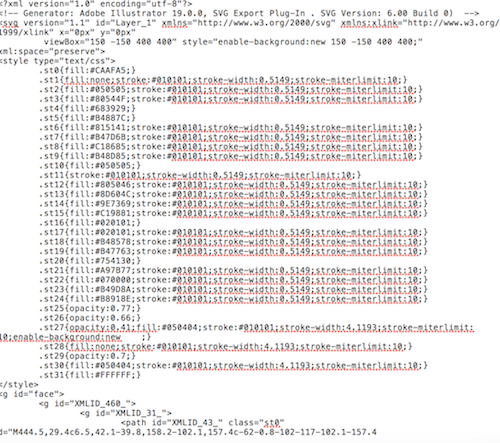 <?xml version="1.0" encoding="utf-8"?>
<!-- Generator: Adobe Illustrator 19.0.0, SVG Export Plug-In . SVG Version: 6.00 Build 0)  -->
<svg version="1.1" id="Layer_1" xmlns="http://www.w3.org/2000/svg" xmlns:xlink="http://www.w3.org/
1999/xlink" x="0px" y="0px"
viewBox="150 -150 400 400" style="enable-background:new 150 -150 400 400;"
xml:space="preserve">
<style type="text/css">
.st0{fill:#CAAFA5;}
.st1{fill:none;stroke:#010101;stroke-width:0.5149;stroke-miterlimit:10;}
.st2{fill:#050505;stroke:#010101;stroke-width:0.5149;stroke-miterlimit:10;}
.st3{fill:#80544F;stroke:#010101;stroke-width:0.5149;stroke-miterlimit:10;}
.st4{fill:#683929;}
.st5{fill:#B4887C;}
.st6{fill:#815141;stroke:#010101;stroke-width:0.5149;stroke-miterlimit:10;}
.st7{fill:#B47D6B;stroke:#010101;stroke-width:0.5149;stroke-miterlimit:10;}
.st8{fill:#C18685;stroke:#010101;stroke-width:0.5149;stroke-miterlimit:10;}
.st9{fill:#B48D85;stroke:#010101;stroke-width:0.5149;stroke-miterlimit:10;}
.st10{fill:#050505;}
.st11{stroke:#010101;stroke-width:0.5149;stroke-miterlimit:10;}
.st12{fill:#805046;stroke:#010101;stroke-width:0.5149;stroke-miterlimit:10;}
.st13{fill:#8D604C;stroke:#010101;stroke-width:0.5149;stroke-miterlimit:10;}
.st14{fill:#9E7369;stroke:#010101;stroke-width:0.5149;stroke-miterlimit:10;}
.st15{fill:#C19881;stroke:#010101;stroke-width:0.5149;stroke-miterlimit:10;}
.st16{fill:#020101;}
.st17{fill:#020101;stroke:#010101;stroke-width:0.5149;stroke-miterlimit:10;}
.st18{fill:#B48578;stroke:#010101;stroke-width:0.5149;stroke-miterlimit:10;}
.st19{fill:#B47763;stroke:#010101;stroke-width:0.5149;stroke-miterlimit:10;}
.st20{fill:#754130;}
.st21{fill:#A97B77;stroke:#010101;stroke-width:0.5149;stroke-miterlimit:10;}
.st22{fill:#070000;stroke:#010101;stroke-width:0.5149;stroke-miterlimit:10;}
.st23{fill:#B49D8A;stroke:#010101;stroke-width:0.5149;stroke-miterlimit:10;}
.st24{fill:#B8918E;stroke:#010101;stroke-width:0.5149;stroke-miterlimit:10;}
.st25{opacity:0.77;}
.st26{opacity:0.66;}
.st27{opacity:0.41;fill:#050404;stroke:#010101;stroke-width:4.1193;stroke-miterlimit:
10;enable-background:new    ;}
.st28{fill:none;stroke:#010101;stroke-width:4.1193;stroke-miterlimit:10;}
.st29{opacity:0.7;}
.st30{fill:#050505;stroke:#010101;stroke-width:4.1193;stroke-miterlimit:10;}
.st31{fill:#FFFFFF;}
</style>
<g id="face">
<g id="XMLID_460_">
<g id="XMLID_31_">
<path id="XMLID_43_" class="st0"
d="M444.5,29.4c6.5,42.1-39.8,158.2-102.1,157.4c-62-0.8-102-117-102.1-157.4